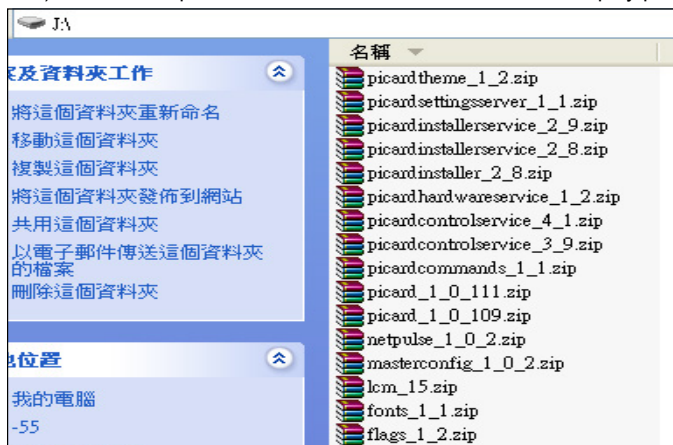 J:\
案及資料夾工作
將這個資料夾重新命名
移動這個資料夾
複製這個資料夾
將這個資料夾發佈到網站
共用這個資料夾
以電子郵件傳送這個資料夾
的檔案
刪除這個資料夾
他位置
我的電腦
-55
名稱
picardtheme_1_2.zip
picardsettingsserver_1_1.zip
picardinstallerservice_2_9.zip
picardinstallerservice_2_8.zip
picardinstaller_2_8.zip
picardhardwareservice_1_2.zip
picardcontrolservice_4_1.zip
picardcontrolservice_3_9.zip
picardcommands_1_1.zip
picard_1_0_111.zip
picard_1_0_109.zip
netpulse_1_0_2.zip
masterconfig_1_0_2.zip
lcm_15.zip
fonts_1_1.zip
flags_1_2.zip